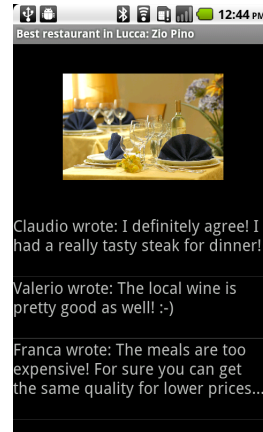 12:44 PM
Best restaurant in Lucca: Zio Pino
Claudio wrote: I definitely agree! I
had a really tasty steak for dinner!
Valerio wrote: The local wine is
pretty good as well! :-)
Franca wrote: The meals are too
expensive! For sure you can get
the same quality for lower prices...